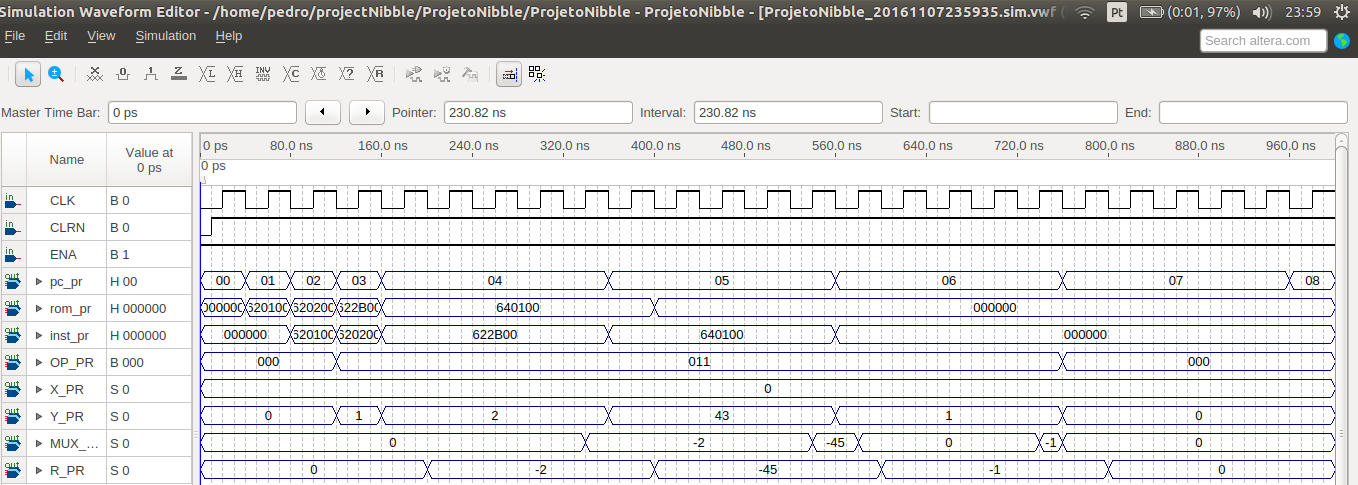 Simulation Waveform Editor - /home/pedro/projectNibble/ProjetoNibble/ProjetoNibble - ProjetoNibble - [ProjetoNibble_20161107235935.sim.vwf ( Pt (0:01, 97%) 23:59
File Edit View Simulation Help Search altera.com
Master Time Bar: 0 ps Pointer: 230.82 ns Interval: 230.82 ns Start: End:
Name Value at 0 ps 0 ps 80.0 ns 160.0 ns 240.0 ns 320.0 ns 400.0 ns 480.0 ns 560.0 ns 640.0 ns 720.0 ns 800.0 ns 880.0 ns 960.0 ns
0 ps
in CLK B 0
in CLRN B 0
in ENA B 1
out pc_pr H 00 00 01 02 03 04 05 06 07 08
out rom_pr H 000000 000000 620100 620200 622B00 640100 000000
out inst_pr H 000000 000000 620100 620200 622B00 640100 000000
out OP_PR B 000 000 011 000
out X_PR S 0 0
out Y_PR S 0 0 1 2 43 1 0
out MUX_... S 0 0 -2 -45 0 -1 0
out R_PR S 0 0 -2 -45 -1 0